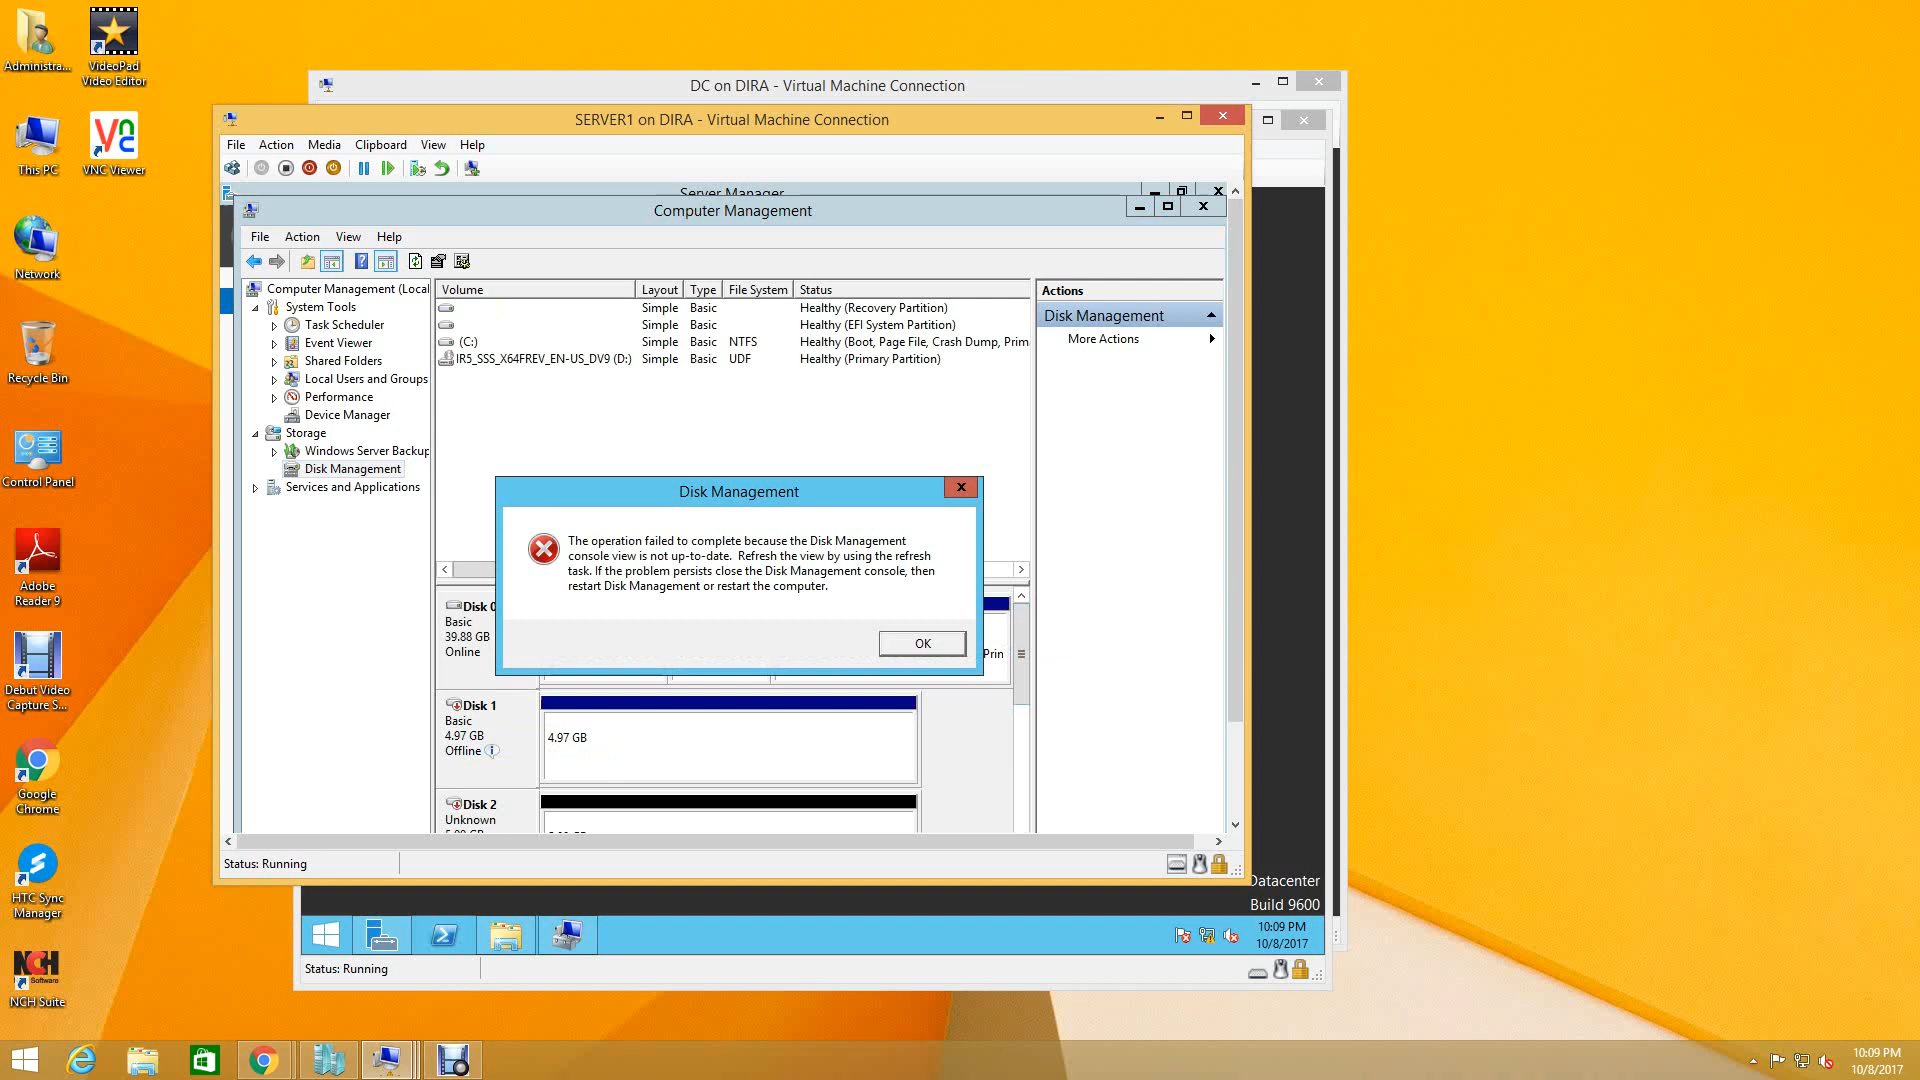 Administra...
VideoPad
Video Editor
This PC
VNC Viewer
Network
Recycle Bin
Control Panel
Adobe
Reader 9
Debut Video
Capture S...
Google
Chrome
HTC Sync
Manager
NCH
Software
NCH Suite
DC on DIRA - Virtual Machine Connection
SERVER1 on DIRA - Virtual Machine Connection
File Action Media Clipboard View Help
Server Manager
Computer Management
File Action View Help
Computer Management (Local
System Tools
Task Scheduler
Event Viewer
Shared Folders
Local Users and Groups
Performance
Device Manager
Storage
Windows Server Backup
Disk Management
Services and Applications
Volume Layout Type File System Status
Simple Basic Healthy (Recovery Partition)
Simple Basic Healthy (EFI System Partition)
(C:) Simple Basic NTFS Healthy (Boot, Page File, Crash Dump, Prim
IR5_SSS_X64FREV_EN-US_DV9 (D:) Simple Basic UDF Healthy (Primary Partition)
Actions
Disk Management
More Actions
Disk Management
The operation failed to complete because the Disk Management
console view is not up-to-date. Refresh the view by using the refresh
task. If the problem persists close the Disk Management console, then
restart Disk Management or restart the computer.
OK
Disk 0
Basic
39.88 GB
Online
Prin
Disk 1
Basic
4.97 GB
Offline
4.97 GB
Disk 2
Unknown
Status: Running
Datacenter
Build 9600
10:09 PM
10/8/2017
Status: Running
10:09 PM
10/8/2017